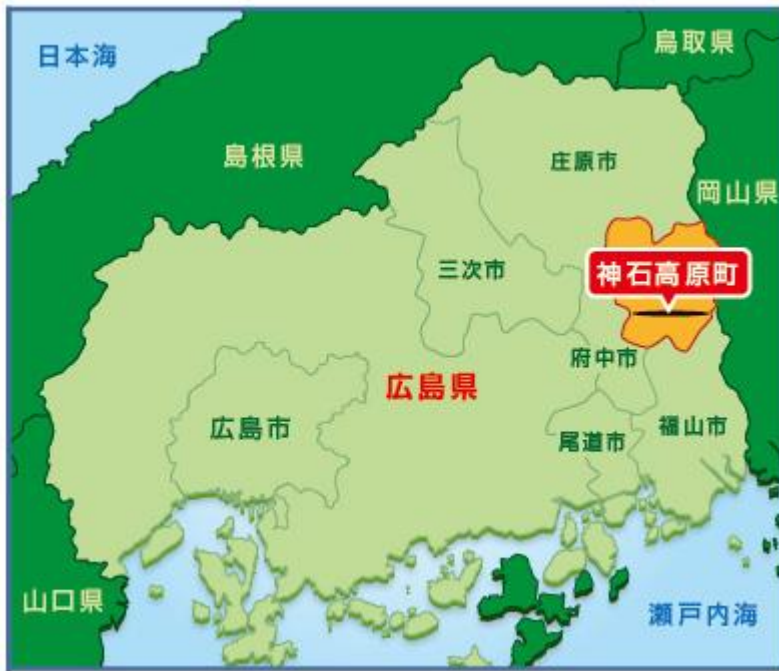 日本海
鳥取県
島根県
庄原市
岡山県
三次市
神石高原町
府中市
広島県
広島市
尾道市
福山市
山口県
瀬戸内海